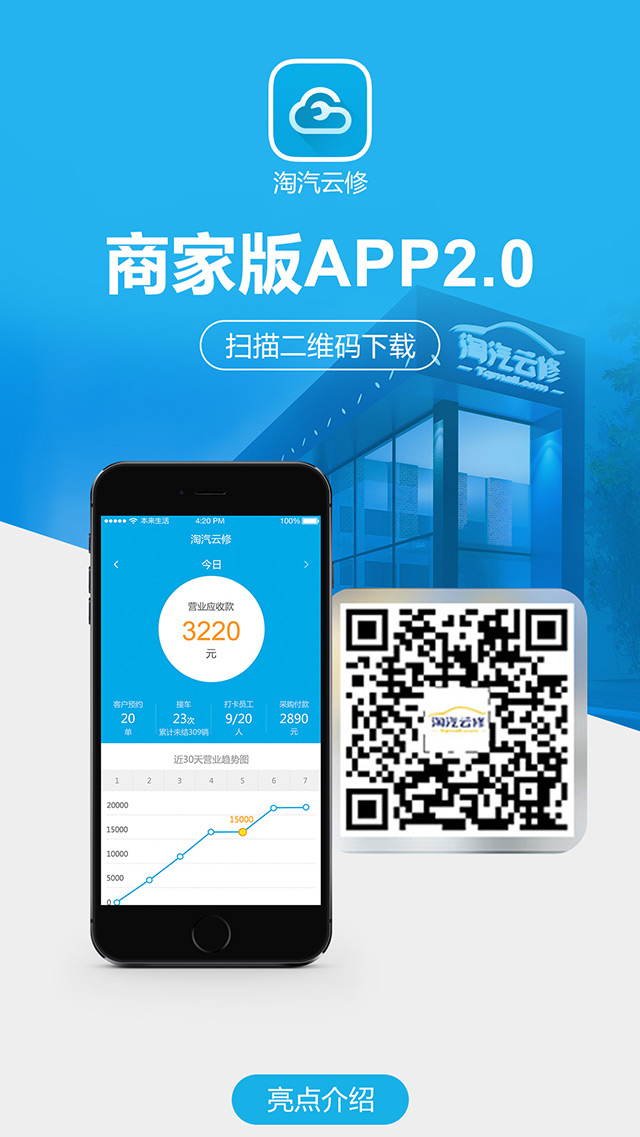 淘汽云修
商家版APP2.0
扫描二维码下载
淘汽云修
Tqmall.com
本来生活
4:20 PM
100%
淘汽云修
今日
营业应收款
3220
元
客户预约
20
单
接车
23次
累计未结309辆
打卡员工
9/20
人
采购付款
2890
元
近30天营业趋势图
1 2 3 4 5 6 7
20000
15000
15000
10000
5000
0
淘汽云修
Tqmall.com
亮点介绍